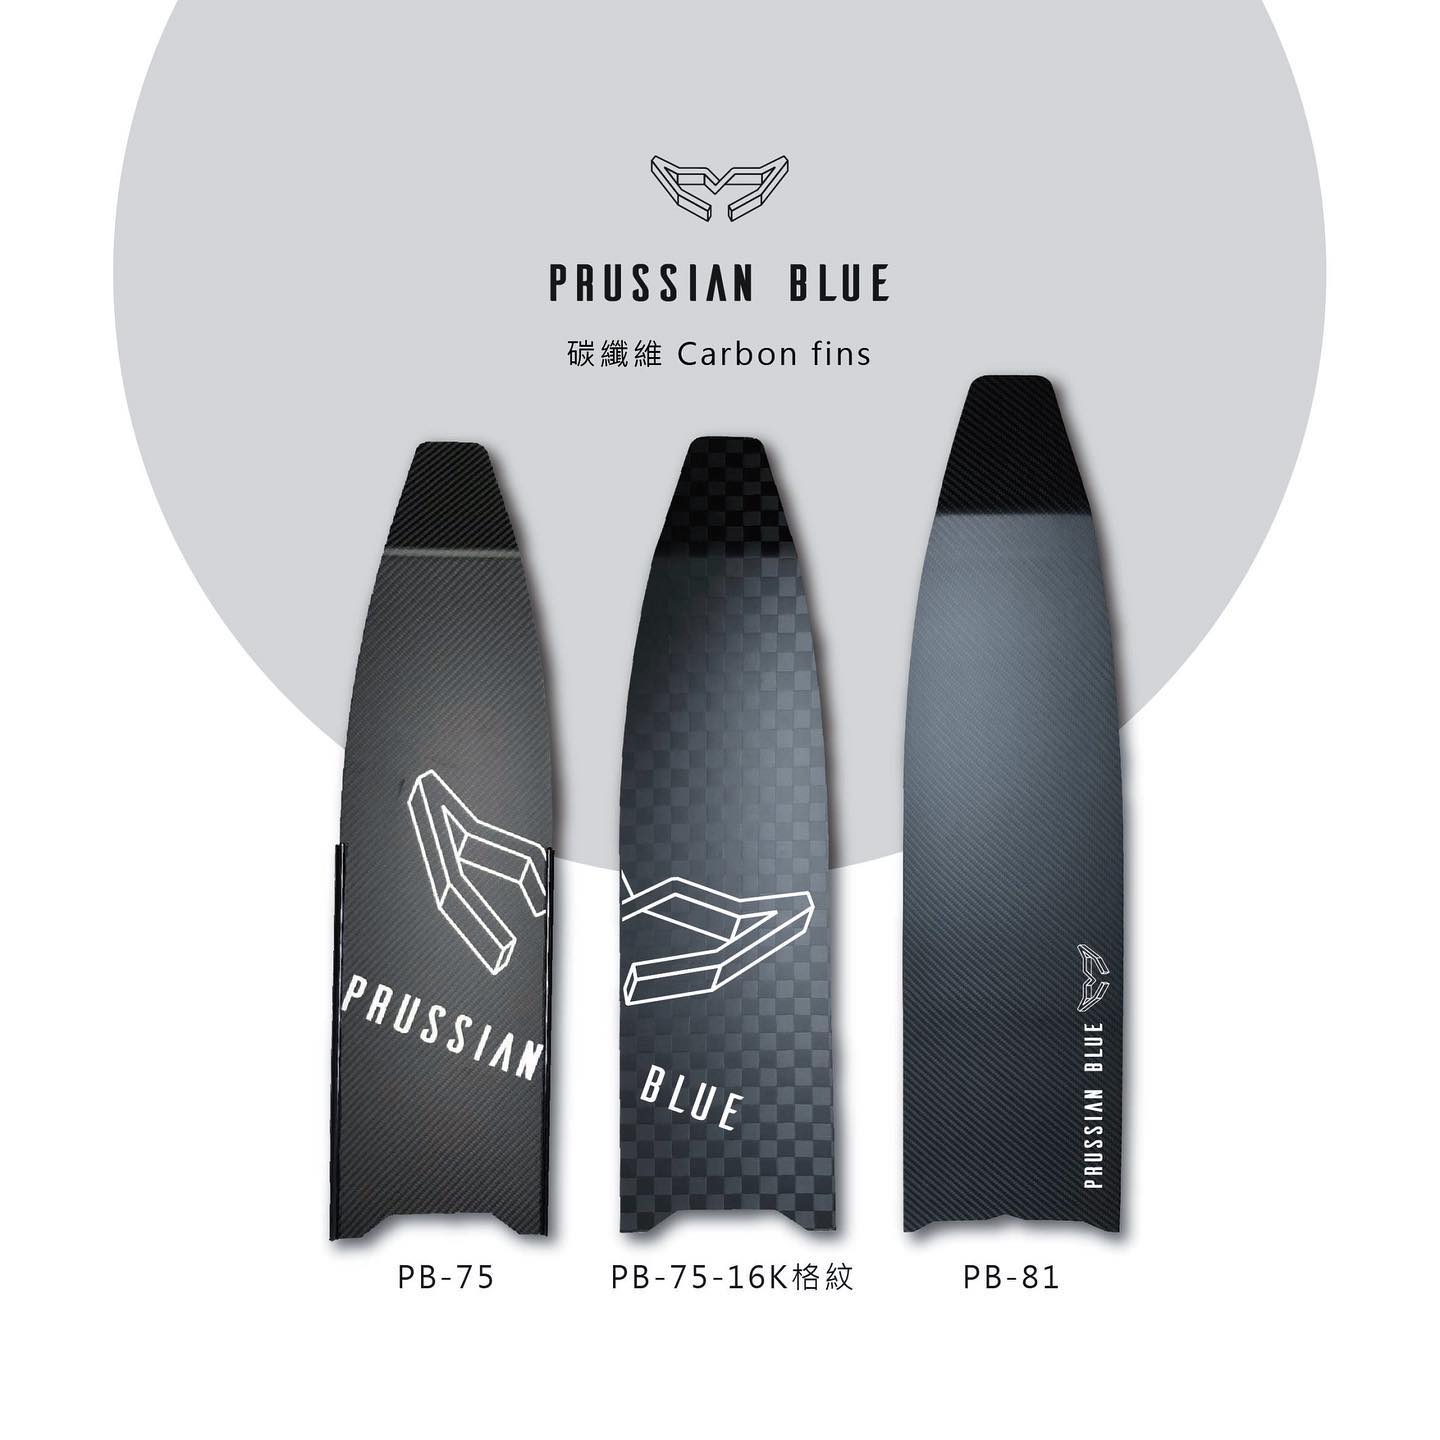 PRUSSIAN BLUE
碳纖維 Carbon fins
PRUSSIAN
BLUE
PRUSSIAN BLUE
PB-75
PB-75-16K格紋
PB-81